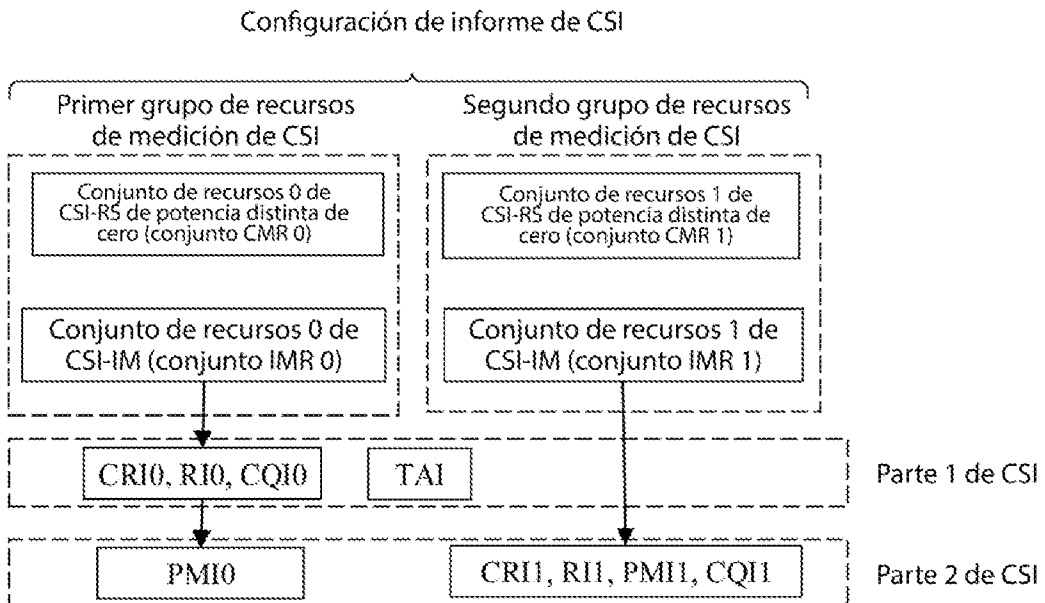 Configuración de informe de CSI
Primer grupo de recursos
de medición de CSI
Segundo grupo de recursos
de medición de CSI
Conjunto de recursos 0 de
CSI-RS de potencia distinta de
cero (conjunto CMR 0)
Conjunto de recursos 1 de
CSI-RS de potencia distinta de
cero (conjunto CMR 1)
Conjunto de recursos 0 de
CSI-IM (conjunto IMR 0)
Conjunto de recursos 1 de
CSI-IM (conjunto IMR 1)
CRI0, RI0, CQI0
TAI
Parte 1 de CSI
PMI0
CRI1, RI1, PMI1, CQI1
Parte 2 de CSI